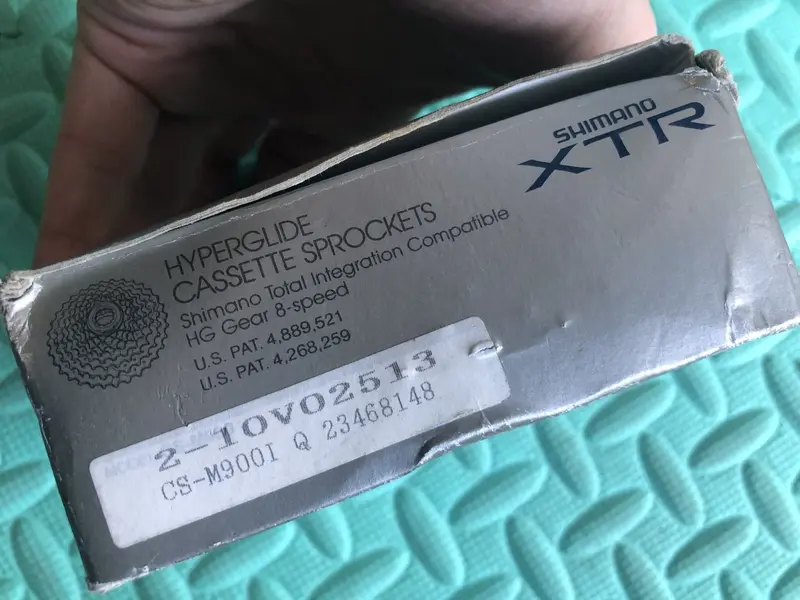 SHIMANO
XTR
HYPERGLIDE
CASSETTE SPROCKETS
Shimano Total Integration Compatible
HG Gear 8-speed
U.S. PAT. 4,889,521
U.S. PAT. 4,268,259
2-10V02513
CS-M900I Q 23468148